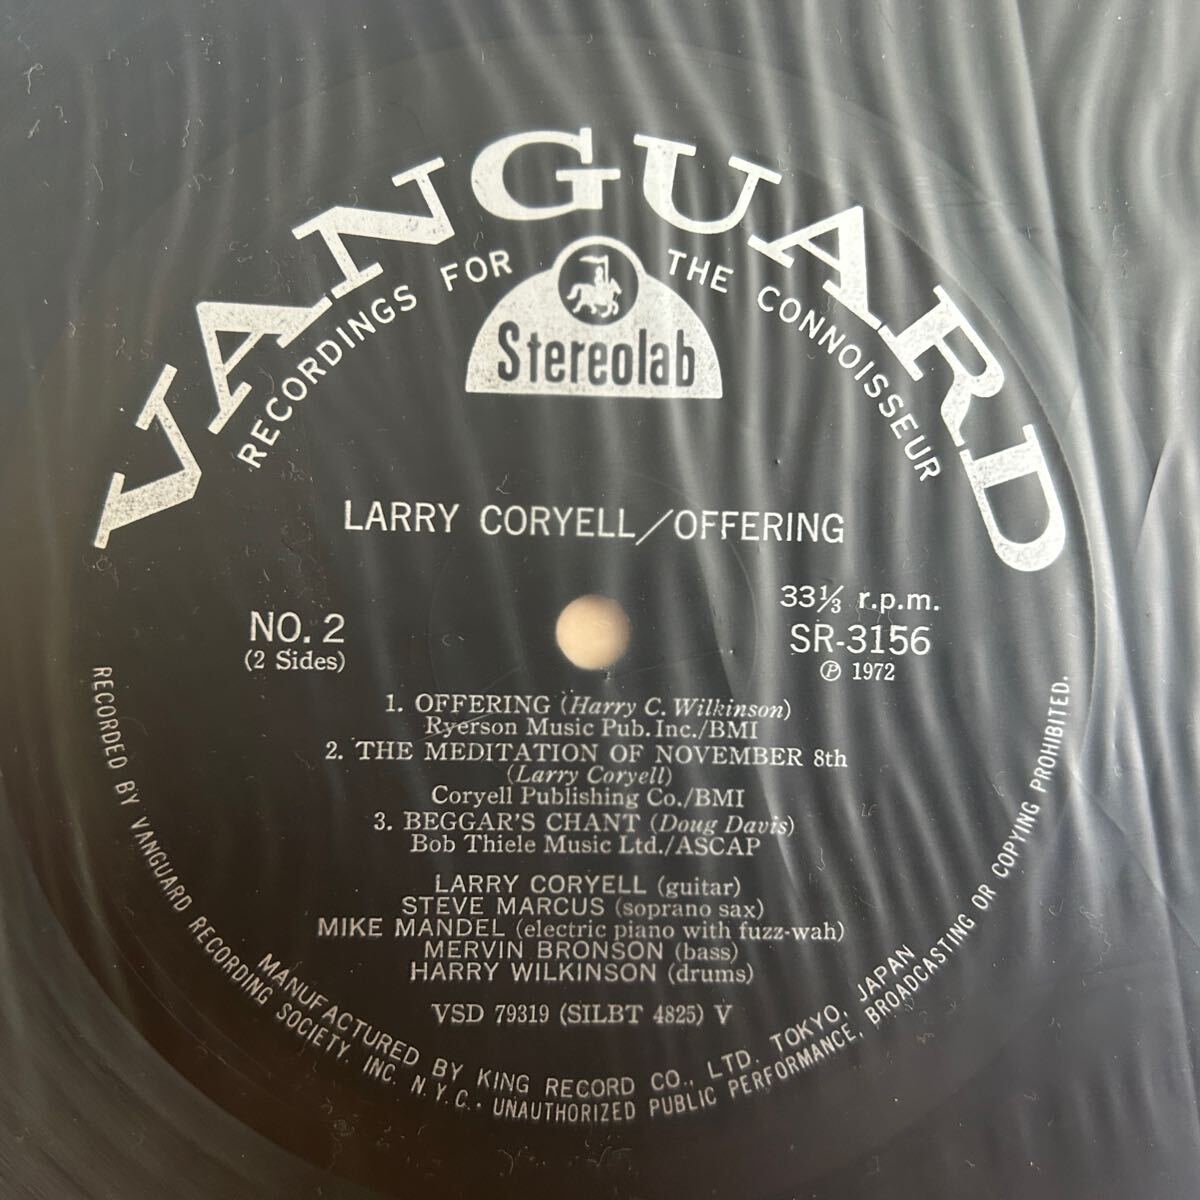 VANGUARD
RECORDINGS FOR THE CONNOISSEUR
Stereolab
LARRY CORYELL/OFFERING
NO. 2
(2 Sides)
33⅓ r.p.m.
SR-3156
Ⓟ 1972
1. OFFERING (Harry C. Wilkinson)
Ryerson Music Pub. Inc./BMI
2. THE MEDITATION OF NOVEMBER 8th
(Larry Coryell)
Coryell Publishing Co./BMI
3. BEGGAR'S CHANT (Doug Davis)
Bob Thiele Music Ltd./ASCAP
LARRY CORYELL (guitar)
STEVE MARCUS (soprano sax)
MIKE MANDEL (electric piano with fuzz-wah)
MERVIN BRONSON (bass)
HARRY WILKINSON (drums)
VSD 79319 (SILBT 4825) V
MANUFACTURED BY KING RECORD CO., LTD. TOKYO, JAPAN
RECORDED BY VANGUARD RECORDING SOCIETY, INC. N.Y.C. • UNAUTHORIZED PUBLIC PERFORMANCE, BROADCASTING OR COPYING PROHIBITED.